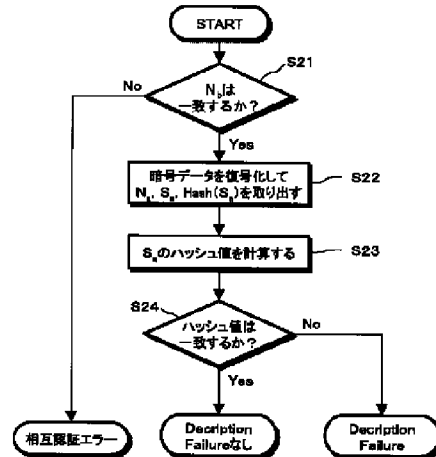 START
S21
No
N_bは
一致するか?
Yes
暗号データを復号化して
N_a, S_a, Hash(S_a)を取り出す
S22
S_aのハッシュ値を計算する
S23
S24
ハッシュ値は
一致するか?
No
Yes
相互認証エラー
Decription
Failureなし
Decription
Failure